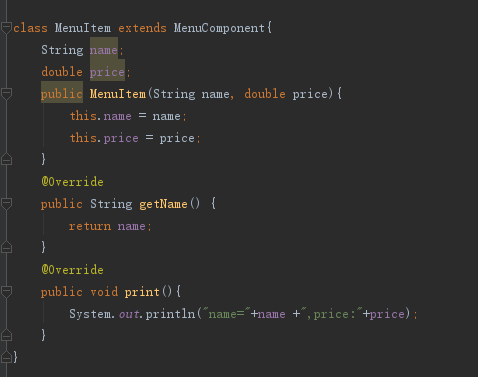 class MenuItem extends MenuComponent{
    String name;
    double price;
    public MenuItem(String name, double price){
        this.name = name;
        this.price = price;
    }
    @Override
    public String getName() {
        return name;
    }
    @Override
    public void print(){
        System.out.println("name="+name +",price:"+price);
    }
}